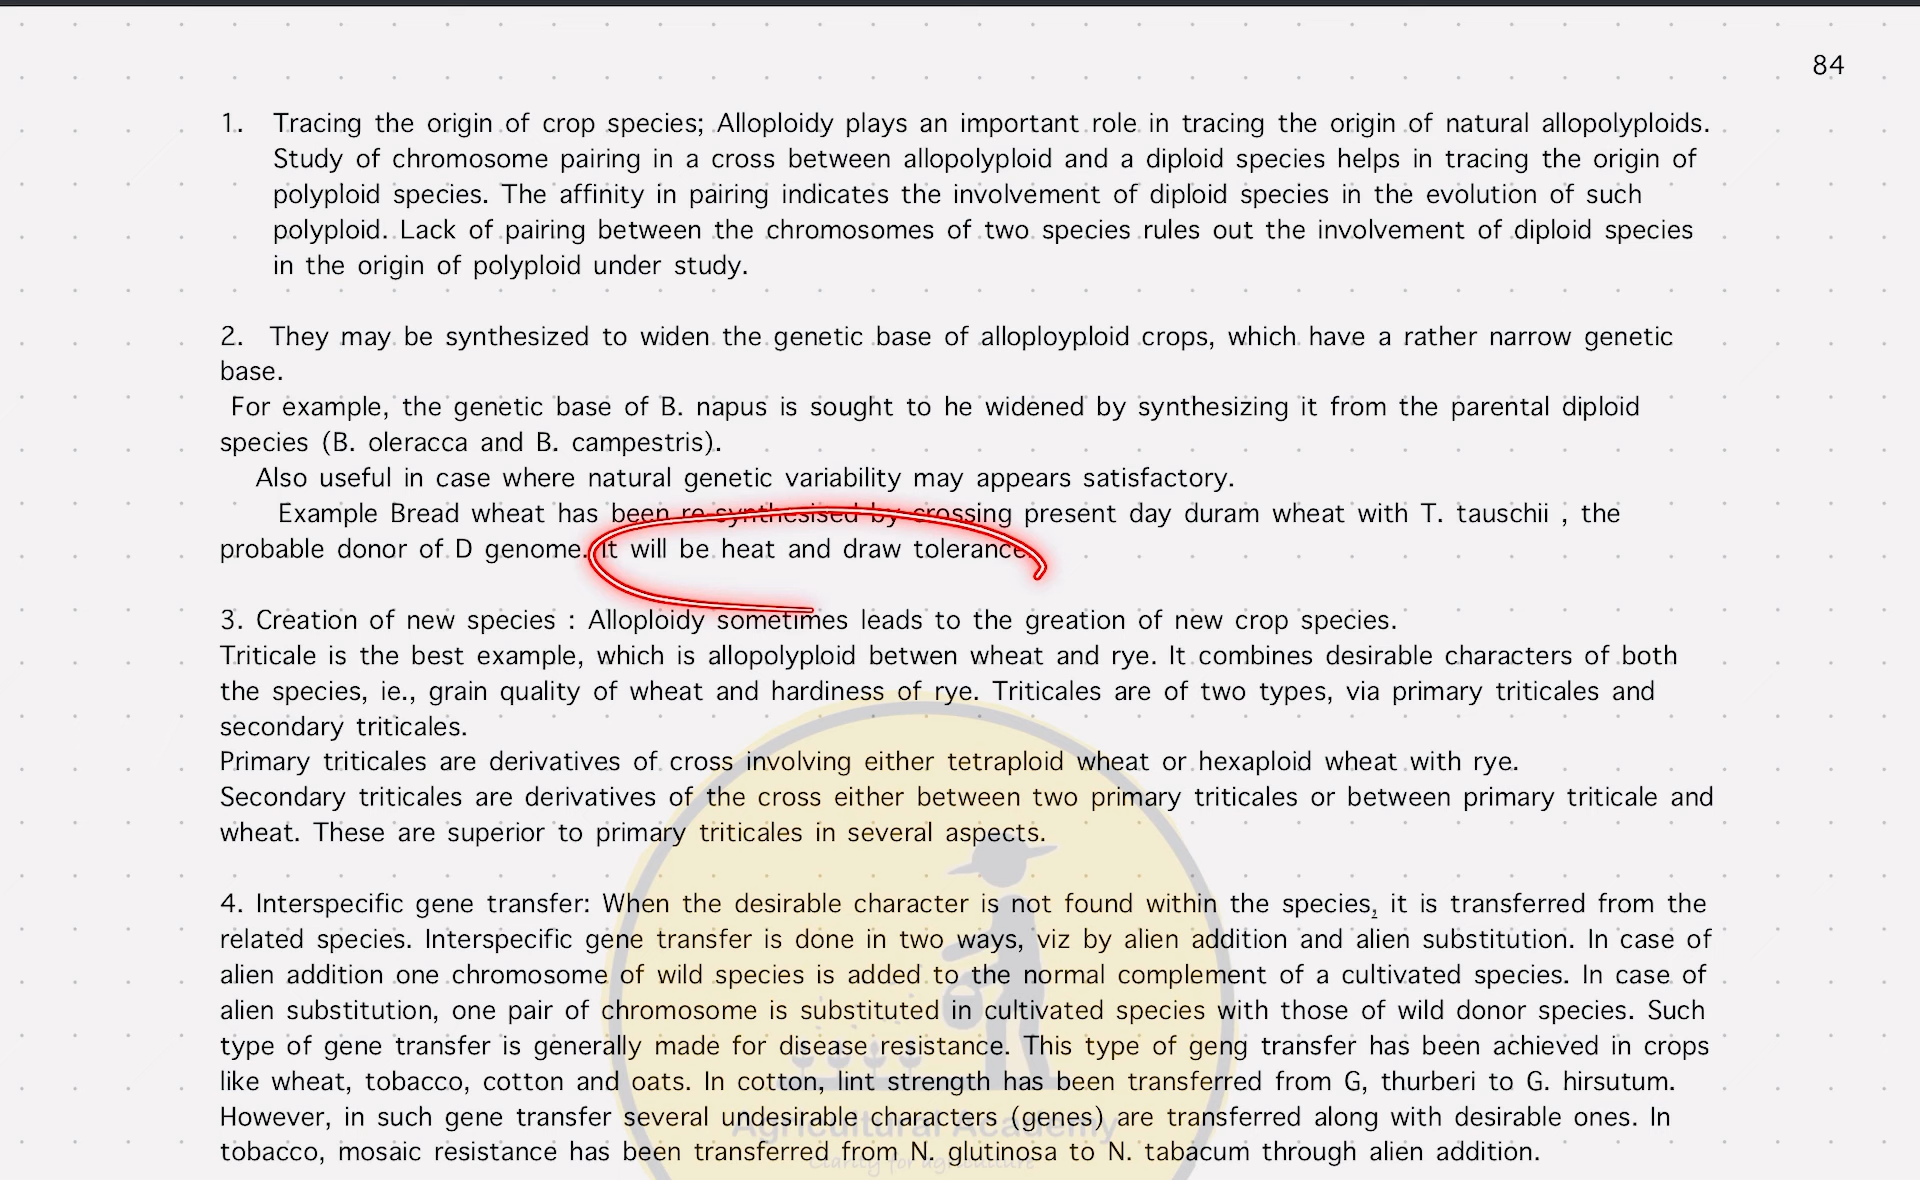 84
1. Tracing the origin of crop species; Alloploidy plays an important role in tracing the origin of natural allopolyploids.
Study of chromosome pairing in a cross between allopolyploid and a diploid species helps in tracing the origin of
polyploid species. The affinity in pairing indicates the involvement of diploid species in the evolution of such
polyploid. Lack of pairing between the chromosomes of two species rules out the involvement of diploid species
in the origin of polyploid under study.
2. They may be synthesized to widen the genetic base of alloployploid crops, which have a rather narrow genetic
base.
For example, the genetic base of B. napus is sought to he widened by synthesizing it from the parental diploid
species (B. oleracca and B. campestris).
Also useful in case where natural genetic variability may appears satisfactory.
Example Bread wheat has been re-synthesised by crossing present day duram wheat with T. tauschii , the
probable donor of D genome. It will be heat and draw tolerance.
3. Creation of new species : Alloploidy sometimes leads to the greation of new crop species.
Triticale is the best example, which is allopolyploid betwen wheat and rye. It combines desirable characters of both
the species, ie., grain quality of wheat and hardiness of rye. Triticales are of two types, via primary triticales and
secondary triticales.
Primary triticales are derivatives of cross involving either tetraploid wheat or hexaploid wheat with rye.
Secondary triticales are derivatives of the cross either between two primary triticales or between primary triticale and
wheat. These are superior to primary triticales in several aspects.
4. Interspecific gene transfer: When the desirable character is not found within the species, it is transferred from the
related species. Interspecific gene transfer is done in two ways, viz by alien addition and alien substitution. In case of
alien addition one chromosome of wild species is added to the normal complement of a cultivated species. In case of
alien substitution, one pair of chromosome is substituted in cultivated species with those of wild donor species. Such
type of gene transfer is generally made for disease resistance. This type of geng transfer has been achieved in crops
like wheat, tobacco, cotton and oats. In cotton, lint strength has been transferred from G, thurberi to G. hirsutum.
However, in such gene transfer several undesirable characters (genes) are transferred along with desirable ones. In
Agricultural Academy
tobacco, mosaic resistance has been transferred from N. glutinosa to N. tabacum through alien addition.
Clarity for agriculture